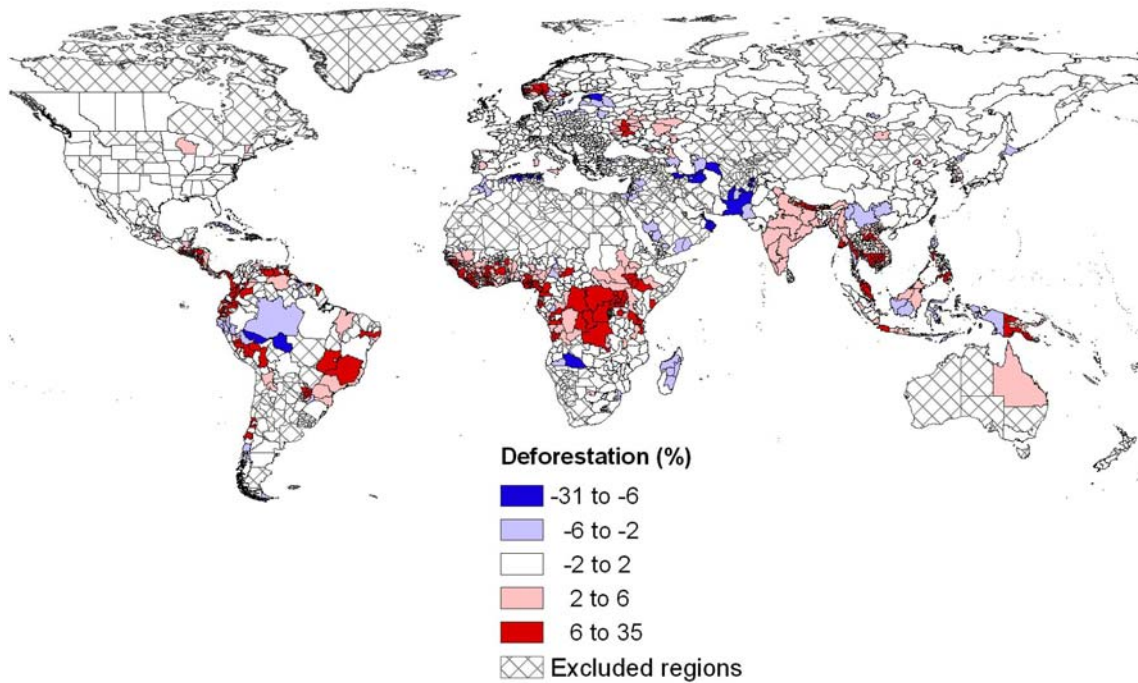 Deforestation (%)
-31 to -6
-6 to -2
-2 to 2
2 to 6
6 to 35
Excluded regions